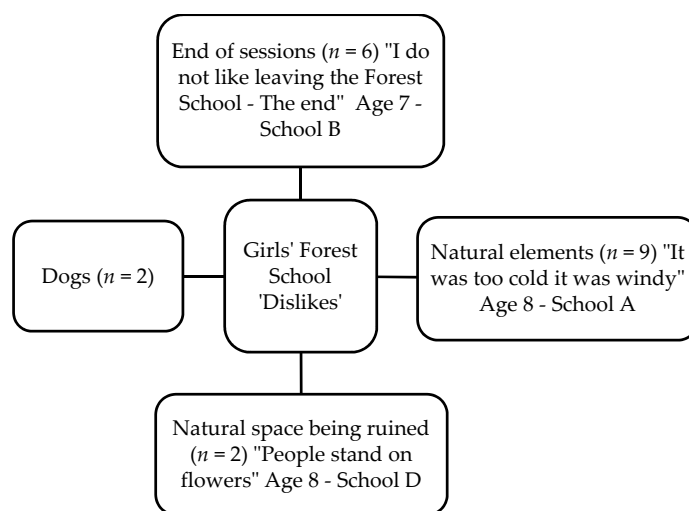 End of sessions (n = 6) "I do
not like leaving the Forest
School - The end"  Age 7 -
School B
Dogs (n = 2)
Girls' Forest
School
'Dislikes'
Natural elements (n = 9) "It
was too cold it was windy"
Age 8 - School A
Natural space being ruined
(n = 2) "People stand on
flowers" Age 8 - School D